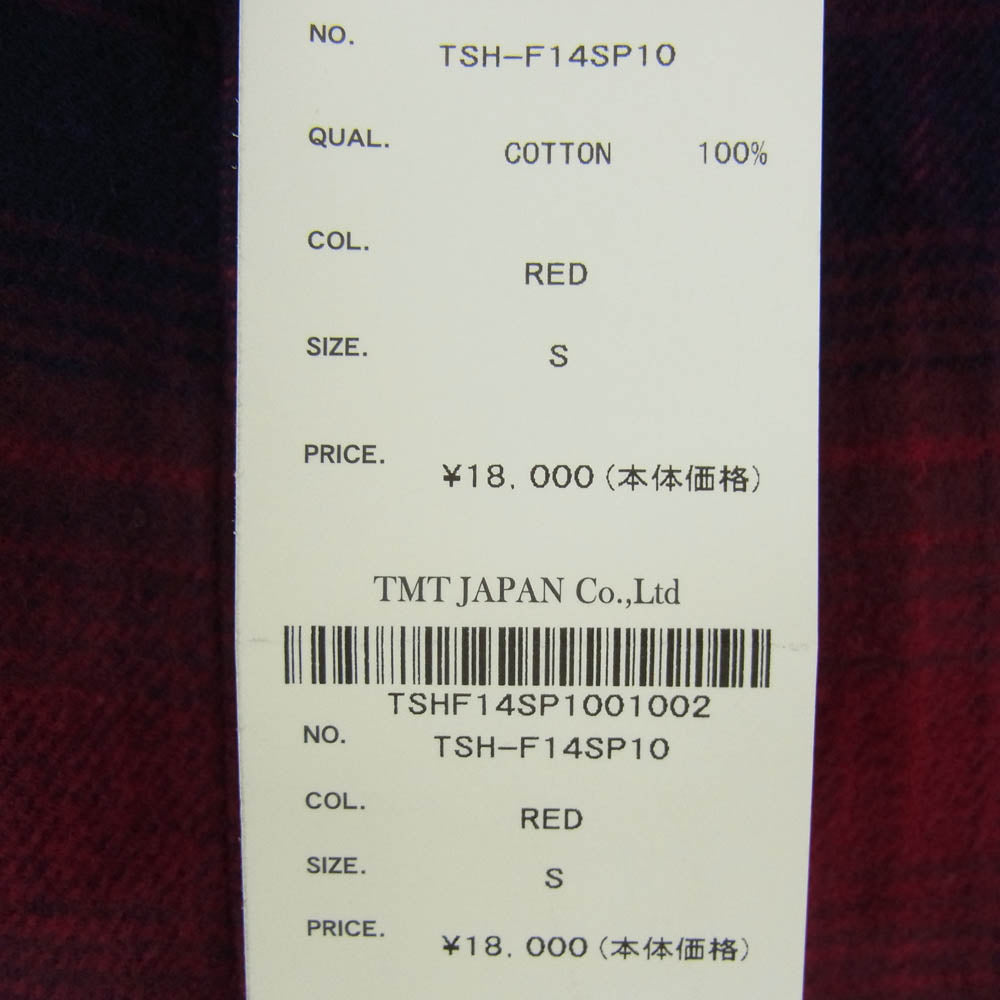 NO. TSH-F14SP10
QUAL. COTTON 100%
COL. RED
SIZE. S
PRICE. ¥18,000(本体価格)
TMT JAPAN Co.,Ltd
TSHF14SP1001002
NO. TSH-F14SP10
COL. RED
SIZE. S
PRICE. ¥18,000(本体価格)